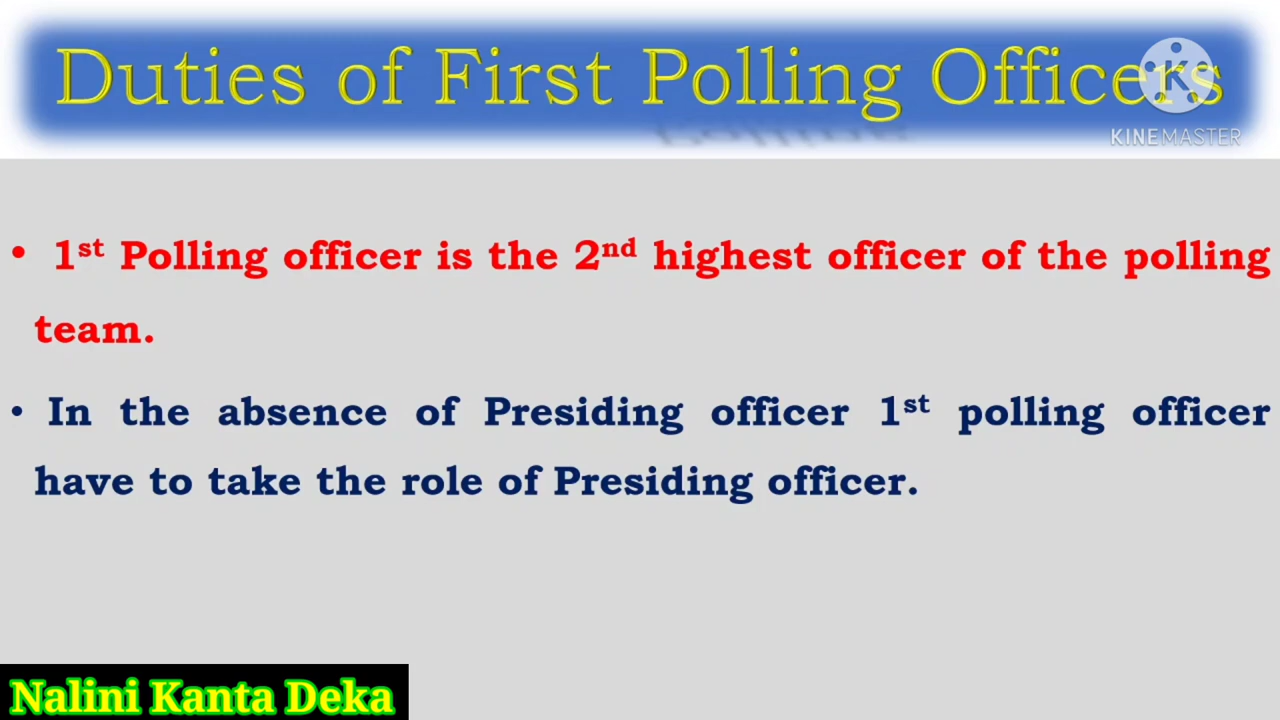 Duties of First Polling Officers
KINEMASTER
• 1st Polling officer is the 2nd highest officer of the polling
team.
• In the absence of Presiding officer 1st polling officer
have to take the role of Presiding officer.
Nalini Kanta Deka